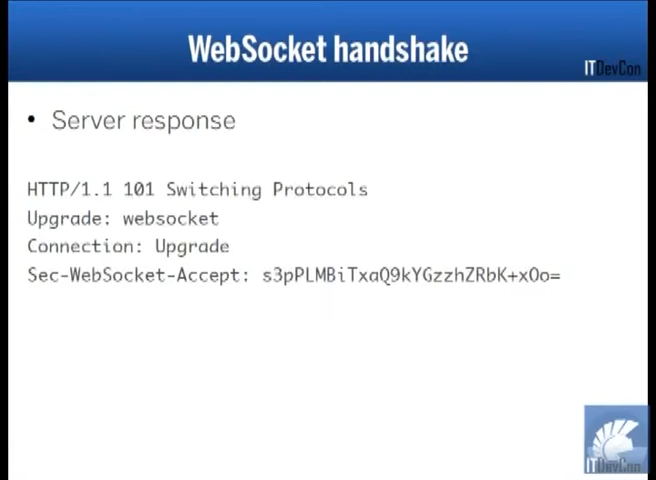 WebSocket handshake
ITDevCon
• Server response
HTTP/1.1 101 Switching Protocols
Upgrade: websocket
Connection: Upgrade
Sec-WebSocket-Accept: s3pPLMBiTxaQ9kYGzzhZRbK+xOo=
ITDevCon